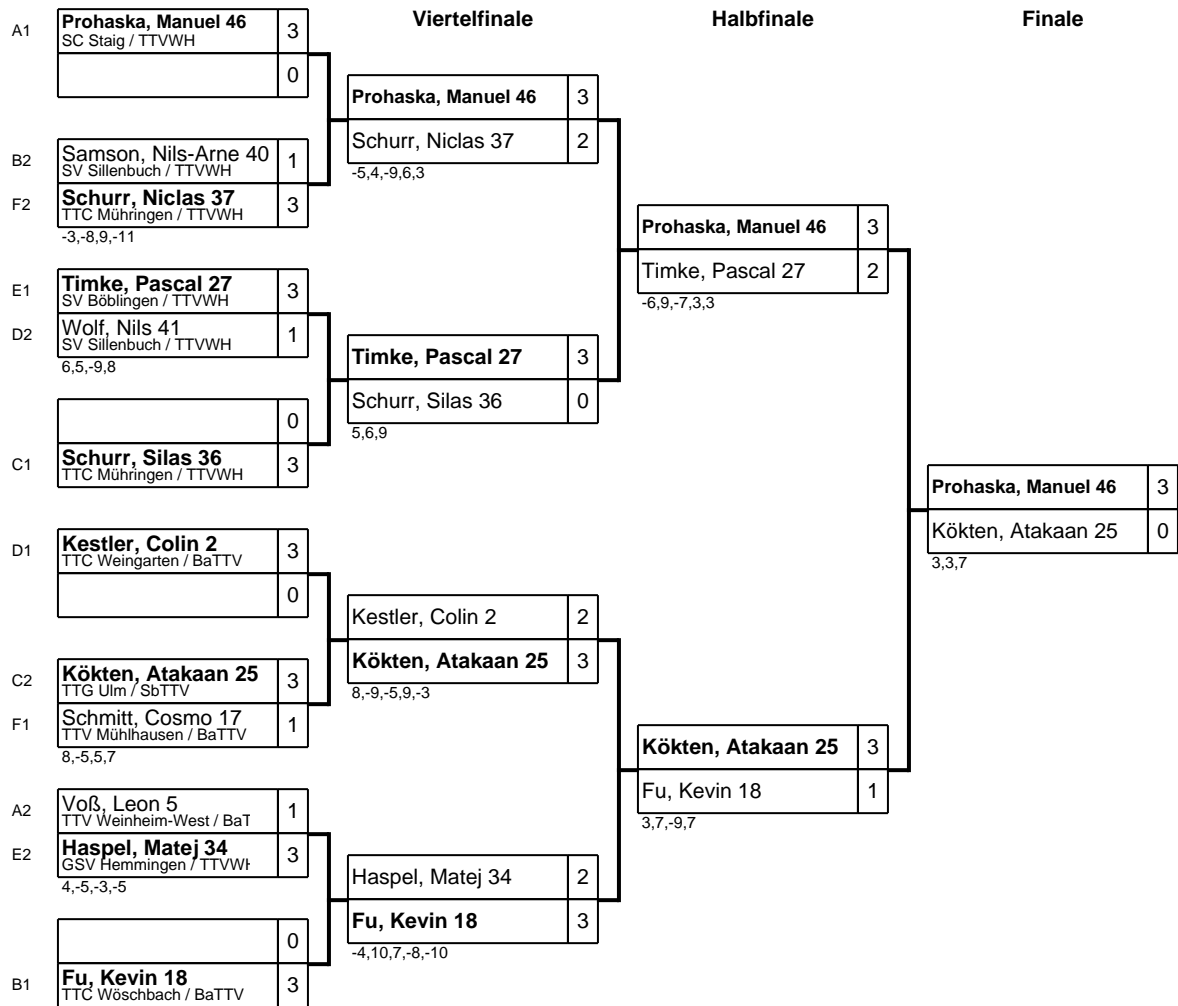 Viertelfinale
Halbfinale
Finale
A1
Prohaska, Manuel 46
3
SC Staig / TTVWH
0
B2
Samson, Nils-Arne 40
1
SV Sillenbuch / TTVWH
F2
Schurr, Niclas 37
3
TTC Mühringen / TTVWH
-3,-8,9,-11
E1
Timke, Pascal 27
3
SV Böblingen / TTVWH
D2
Wolf, Nils 41
1
SV Sillenbuch / TTVWH
6,5,-9,8
0
C1
Schurr, Silas 36
3
TTC Mühringen / TTVWH
D1
Kestler, Colin 2
3
TTC Weingarten / BaTTV
0
C2
Kökten, Atakaan 25
3
TTG Ulm / SbTTV
F1
Schmitt, Cosmo 17
1
TTV Mühlhausen / BaTTV
8,-5,5,7
A2
Voß, Leon 5
1
TTV Weinheim-West / BaT
E2
Haspel, Matej 34
3
GSV Hemmingen / TTVWH
4,-5,-3,-5
0
B1
Fu, Kevin 18
3
TTC Wöschbach / BaTTV
Prohaska, Manuel 46
3
Schurr, Niclas 37
2
-5,4,-9,6,3
Timke, Pascal 27
3
Schurr, Silas 36
0
5,6,9
Kestler, Colin 2
2
Kökten, Atakaan 25
3
8,-9,-5,9,-3
Haspel, Matej 34
2
Fu, Kevin 18
3
-4,10,7,-8,-10
Prohaska, Manuel 46
3
Timke, Pascal 27
2
-6,9,-7,3,3
Kökten, Atakaan 25
3
Fu, Kevin 18
1
3,7,-9,7
Prohaska, Manuel 46
3
Kökten, Atakaan 25
0
3,3,7